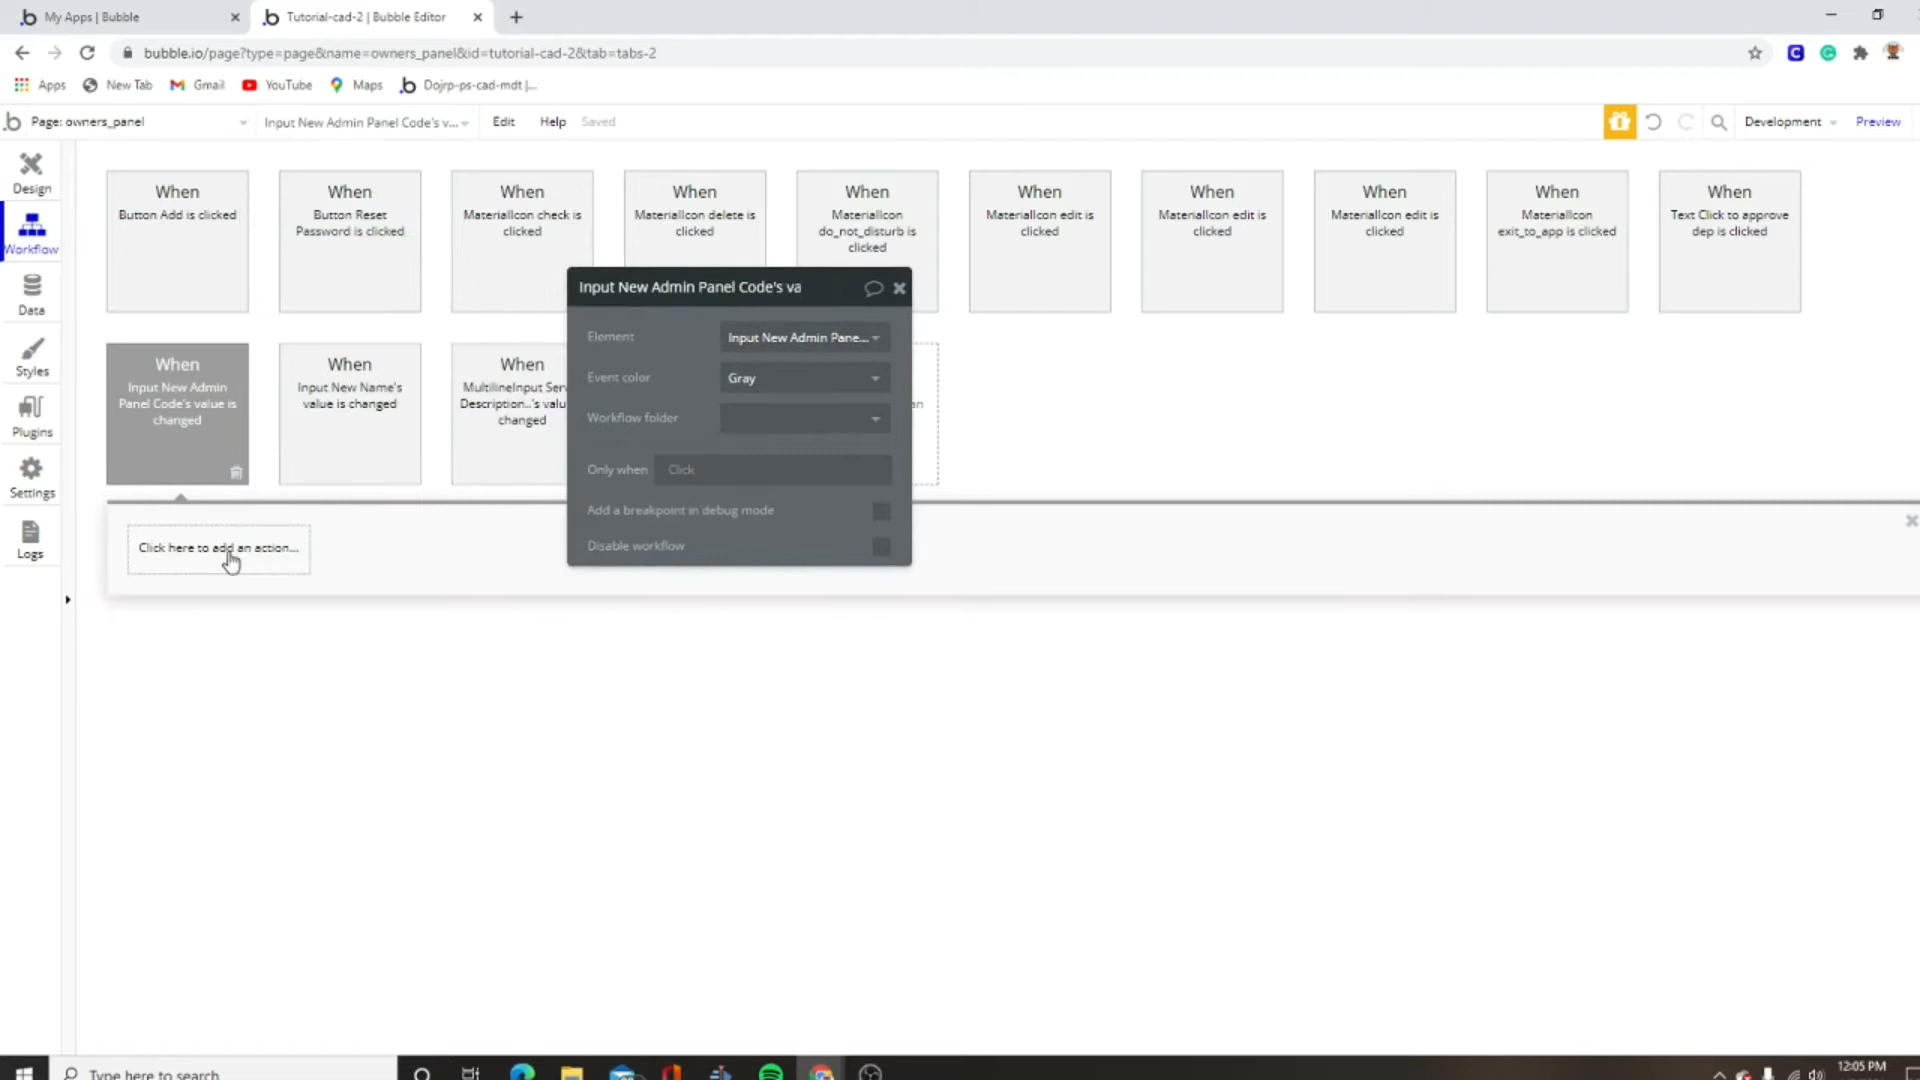 My Apps | Bubble
Tutorial-cad-2 | Bubble Editor
bubble.io/page?type=page&name=owners_panel&id=tutorial-cad-2&tab=tabs-2
Apps
New Tab
Gmail
YouTube
Maps
Dojrp-ps-cad-mdt |...
Page: owners_panel
Input New Admin Panel Code's v...
Edit
Help
Saved
Development
Preview
Design
Workflow
Data
Styles
Plugins
Settings
Logs
When
Button Add is clicked
When
Button Reset
Password is clicked
When
MaterialIcon check is
clicked
When
MaterialIcon delete is
clicked
When
MaterialIcon
do_not_disturb is
clicked
When
MaterialIcon edit is
clicked
When
MaterialIcon edit is
clicked
When
MaterialIcon edit is
clicked
When
MaterialIcon
exit_to_app is clicked
When
Text Click to approve
dep is clicked
When
Input New Admin
Panel Code's value is
changed
When
Input New Name's
value is changed
When
MultilineInput Serv
Description...'s valu
changed
an
Input New Admin Panel Code's va
Element
Input New Admin Pane...
Event color
Gray
Workflow folder
Only when
Click
Add a breakpoint in debug mode
Disable workflow
Click here to add an action...
Type here to search
12:05 PM